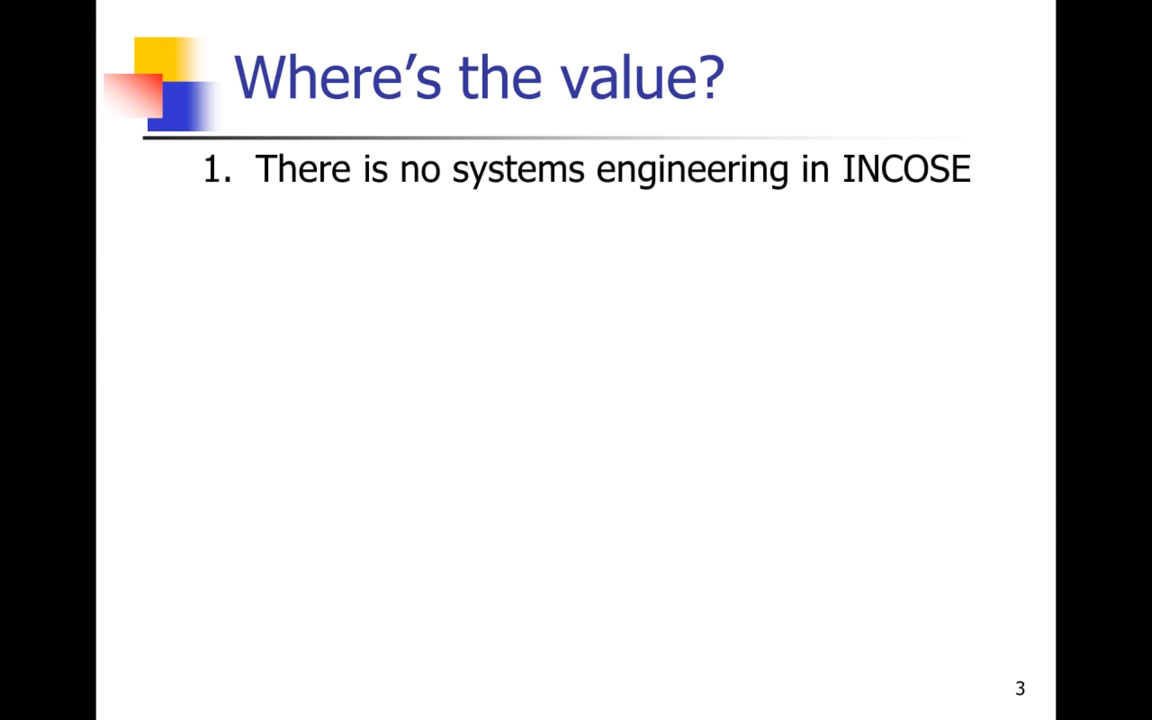 Where’s the value?
1. There is no systems engineering in INCOSE
3